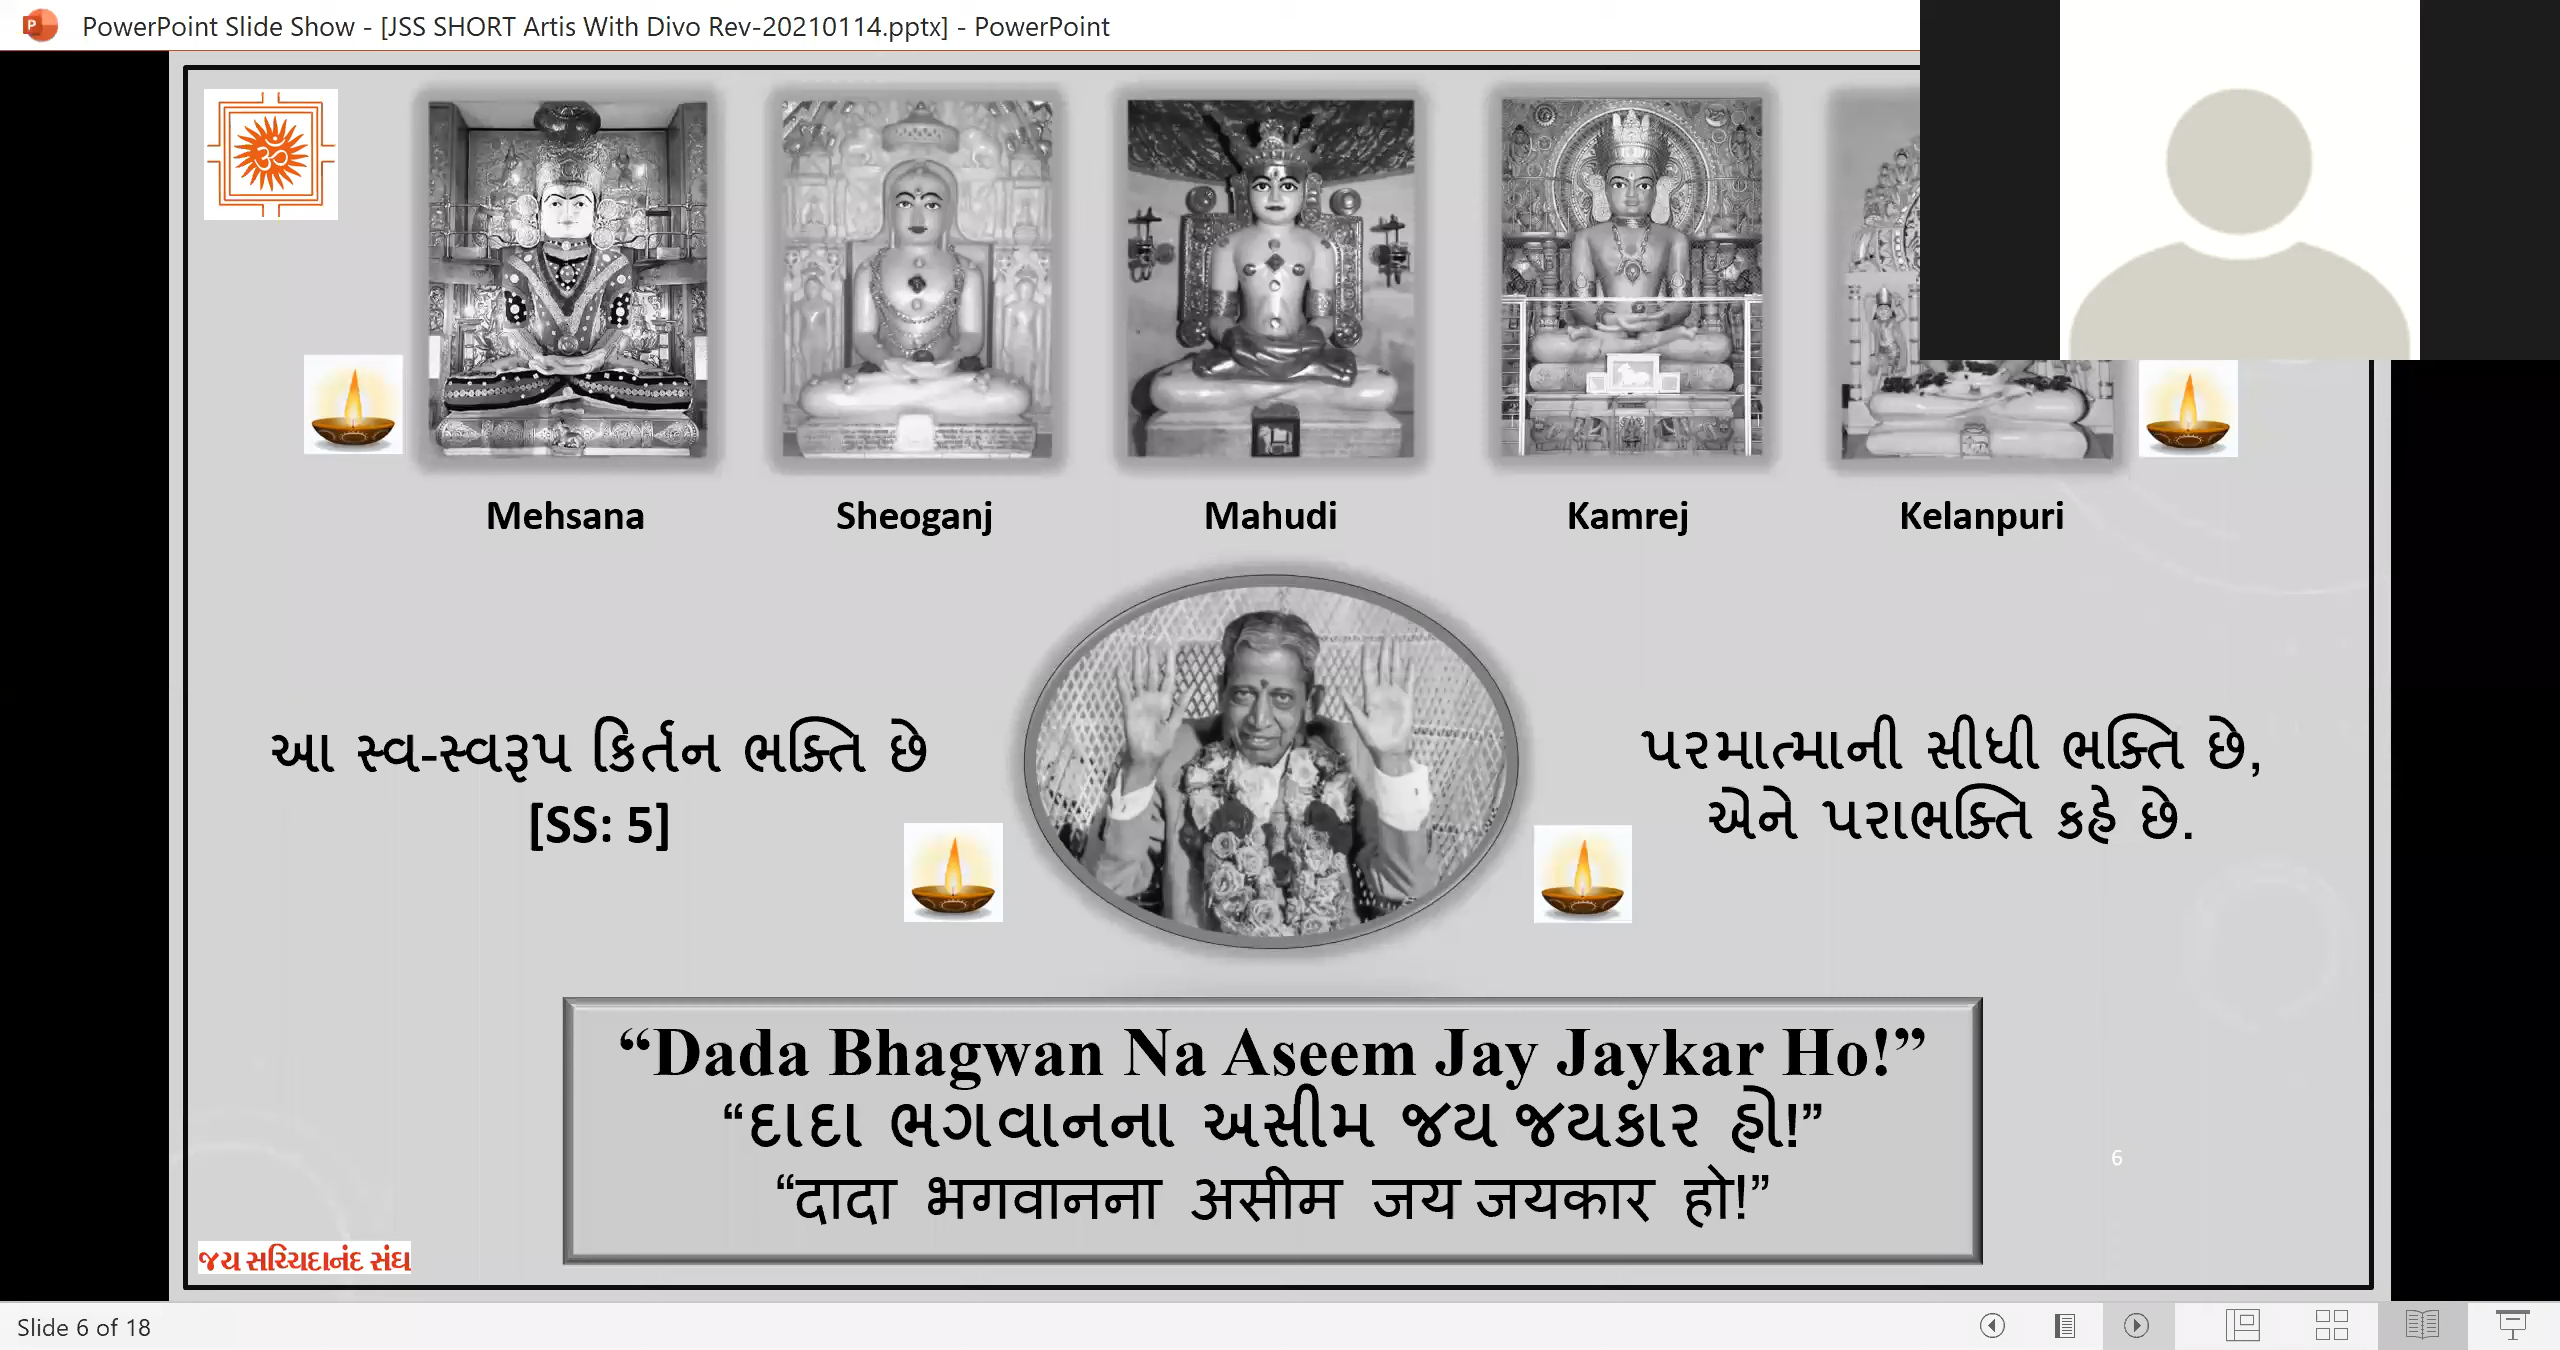 PowerPoint Slide Show - [JSS SHORT Artis With Divo Rev-20210114.pptx] - PowerPoint
Mehsana
Sheoganj
Mahudi
Kamrej
Kelanpuri
આ સ્વ-સ્વરૂપ કિર્તન ભક્તિ છે
[SS: 5]
પરમાત્માની સીધી ભક્તિ છે,
એને પરાભક્તિ કહે છે.
“Dada Bhagwan Na Aseem Jay Jaykar Ho!”
“દાદા ભગવાનના અસીમ જય જયકાર હો!”
“दादा भगवानना असीम जय जयकार हो!”
6
જય સચ્ચિદાનંદ સંઘ
Slide 6 of 18